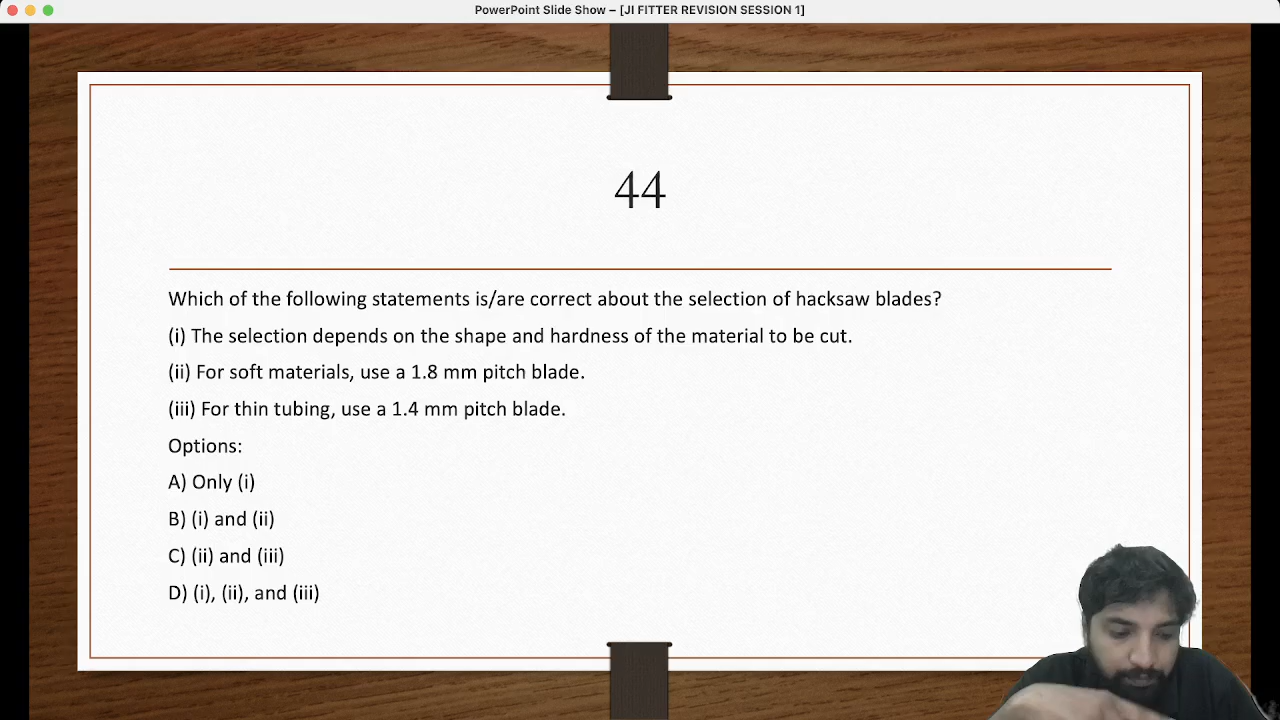 PowerPoint Slide Show – [JI FITTER REVISION SESSION 1]
44
Which of the following statements is/are correct about the selection of hacksaw blades?
(i) The selection depends on the shape and hardness of the material to be cut.
(ii) For soft materials, use a 1.8 mm pitch blade.
(iii) For thin tubing, use a 1.4 mm pitch blade.
Options:
A) Only (i)
B) (i) and (ii)
C) (ii) and (iii)
D) (i), (ii), and (iii)